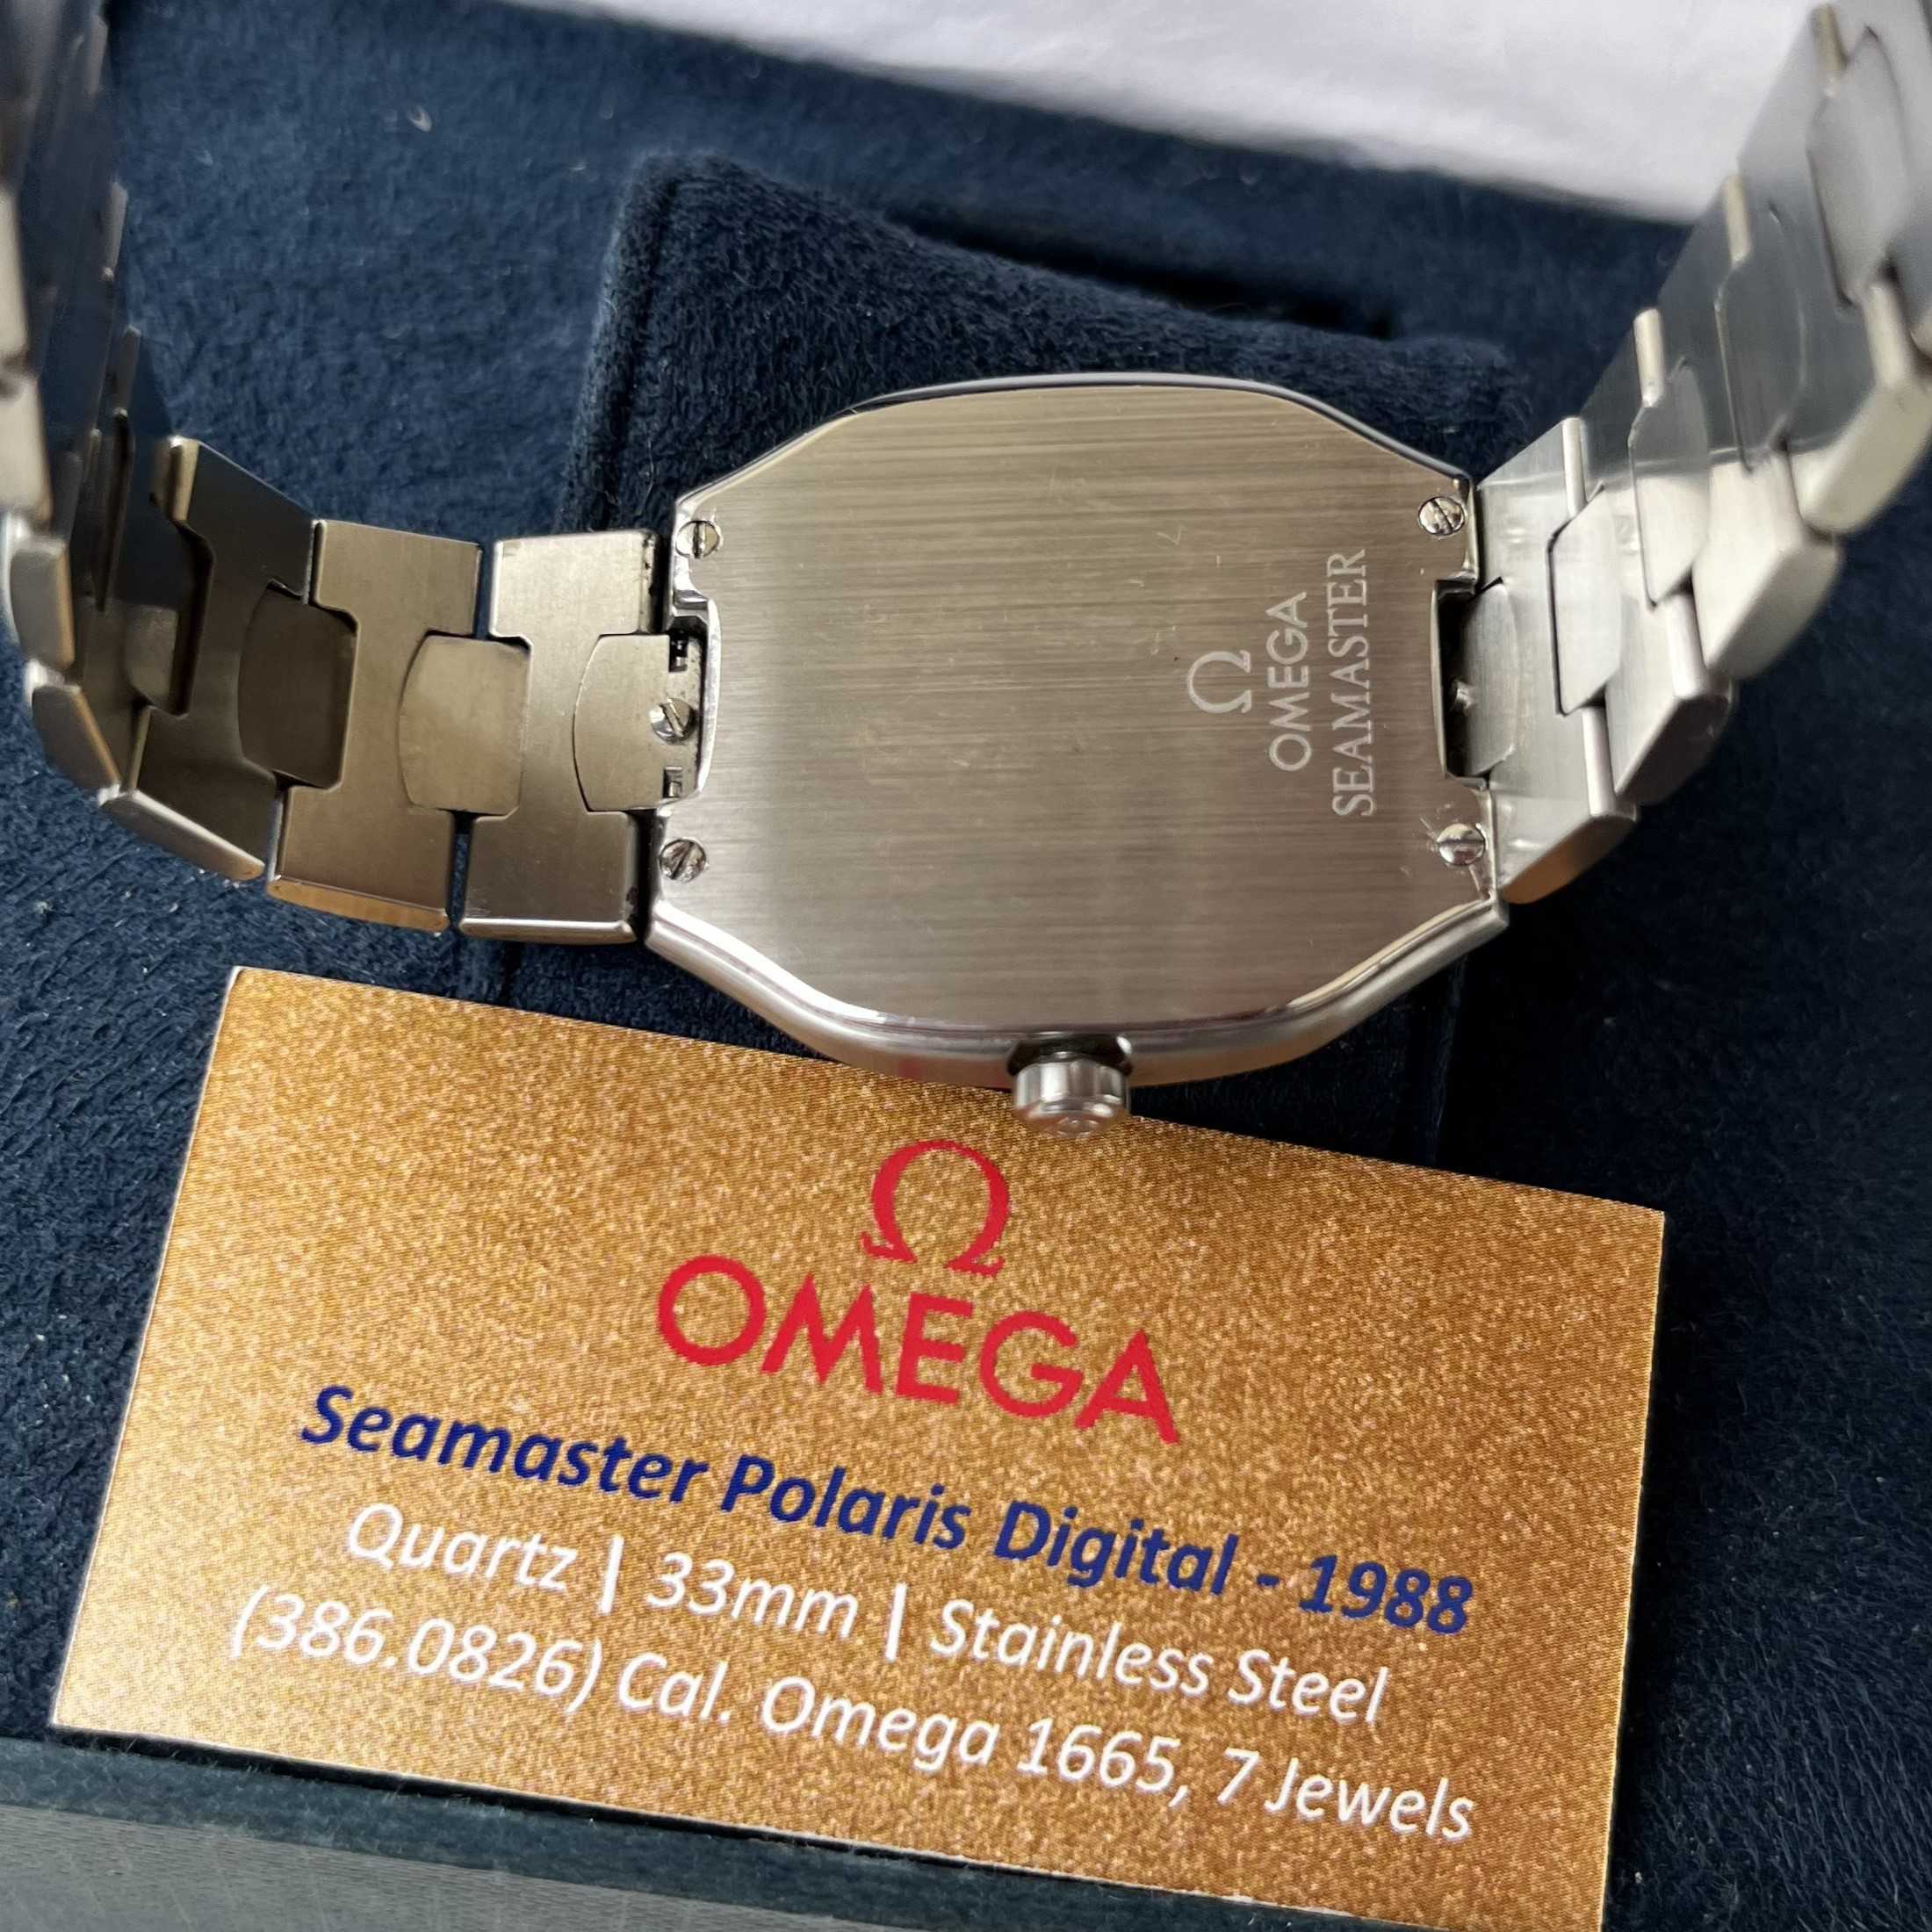 Ω
OMEGA
SEAMASTER
Ω
OMEGA
Seamaster Polaris Digital - 1988
Quartz | 33mm | Stainless Steel
(386.0826) Cal. Omega 1665, 7 Jewels